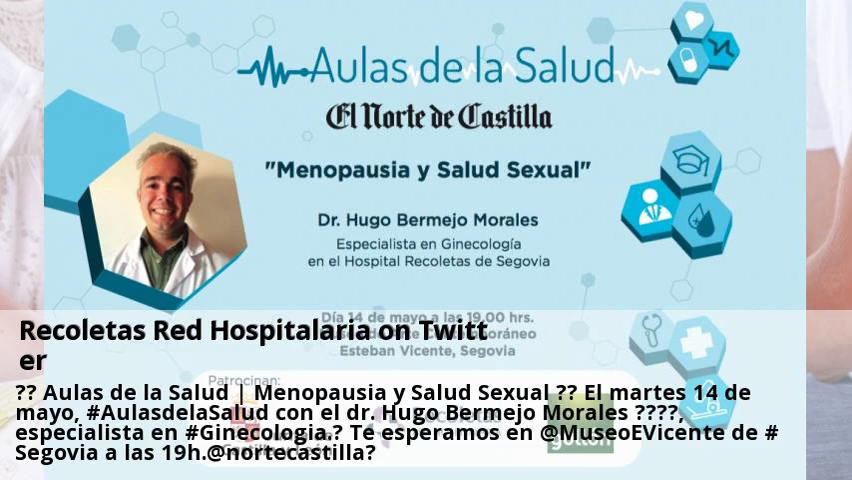 Aulas de la Salud
El Norte de Castilla
"Menopausia y Salud Sexual"
Dr. Hugo Bermejo Morales
Especialista en Ginecología
en el Hospital Recoletas de Segovia
Día 14 de mayo a las 19,00 hrs.
Esteban Vicente, Segovia
Recoletas Red Hospitalaria on Twitt
er
Patrocinan:
?? Aulas de la Salud | Menopausia y Salud Sexual ?? El martes 14 de
mayo, #AulasdelaSalud con el dr. Hugo Bermejo Morales ????,
especialista en #Ginecologia.? Te esperamos en @MuseoEVicente de #
Segovia a las 19h.@nortecastilla?